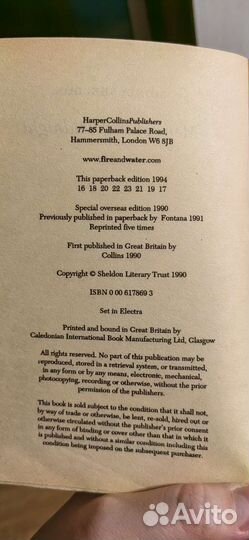 HarperCollinsPublishers
77–85 Fulham Palace Road,
Hammersmith, London W6 8JB
www.fireandwater.com
This paperback edition 1994
16 18 20 22 23 21 19 17
Special overseas edition 1990
Previously published in paperback by Fontana 1991
Reprinted five times
First published in Great Britain by
Collins 1990
Copyright © Sheldon Literary Trust 1990
ISBN 0 00 617869 3
Set in Electra
Printed and bound in Great Britain by
Caledonian International Book Manufacturing Ltd, Glasgow
All rights reserved. No part of this publication may be
reproduced, stored in a retrieval system, or transmitted,
in any form or by any means, electronic, mechanical,
photocopying, recording or otherwise, without the prior
permission of the publishers.
This book is sold subject to the condition that it shall not,
by way of trade or otherwise, be lent, re-sold, hired out or
otherwise circulated without the publisher's prior consent
in any form of binding or cover other than that in which it
is published and without a similar condition including this
condition being imposed on the subsequent purchaser.
Avito